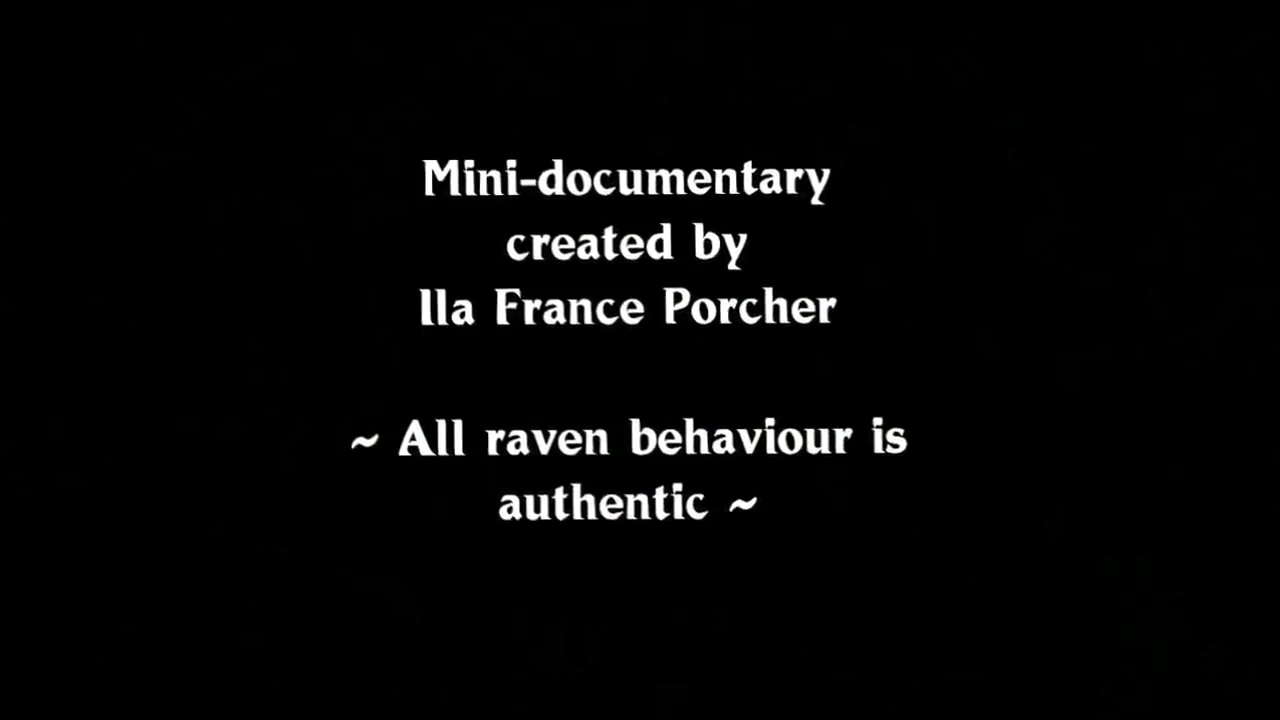 Mini-documentary
created by
Ila France Porcher
~ All raven behaviour is
authentic ~